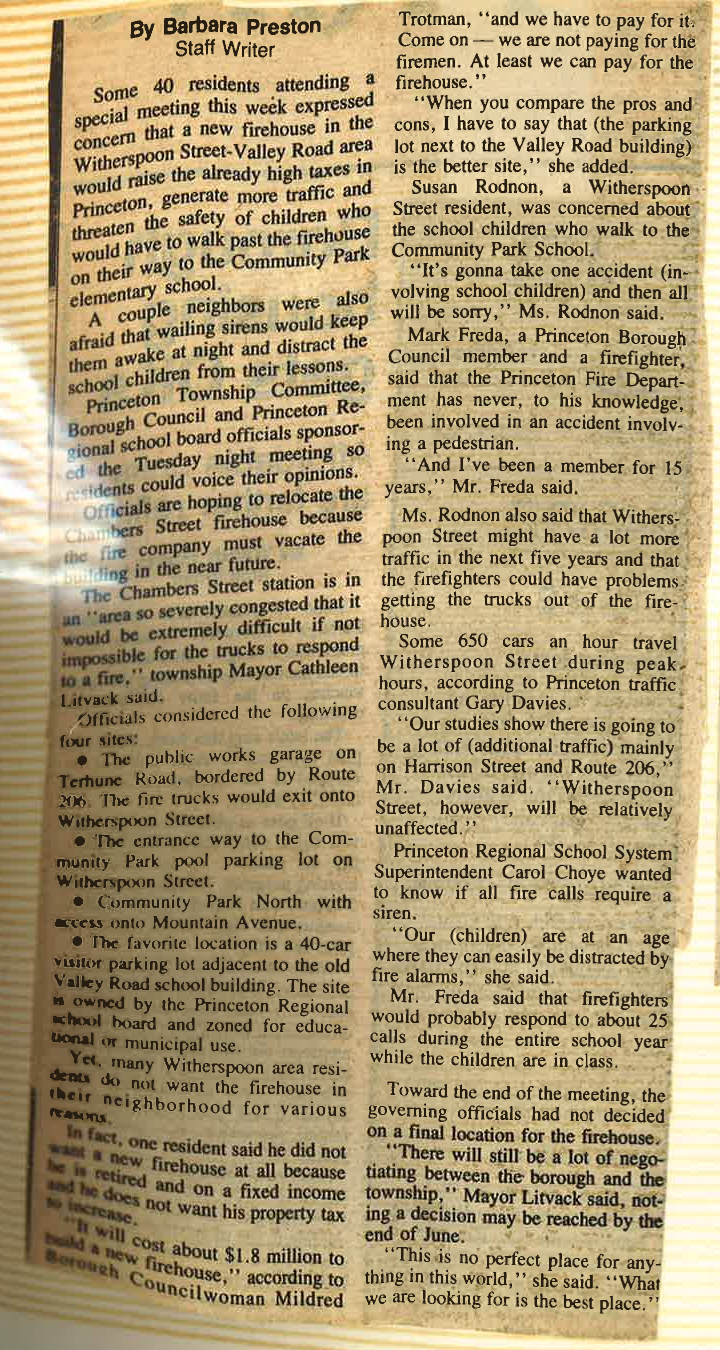 By Barbara Preston
Staff Writer
Some 40 residents attending a
special meeting this week expressed
concern that a new firehouse in the
Witherspoon Street-Valley Road area
would raise the already high taxes in
Princeton, generate more traffic and
threaten the safety of children who
would have to walk past the firehouse
on their way to the Community Park
elementary school.
A couple neighbors were also
afraid that wailing sirens would keep
them awake at night and distract the
school children from their lessons.
Princeton Township Committee,
Borough Council and Princeton Re-
gional school board officials sponsor-
ed the Tuesday night meeting so
residents could voice their opinions.
Officials are hoping to relocate the
Chambers Street firehouse because
the fire company must vacate the
building in the near future.
The Chambers Street station is in
an "area so severely congested that it
would be extremely difficult if not
impossible for the trucks to respond
to a fire," township Mayor Cathleen
Litvack said.
Officials considered the following
four sites:
● The public works garage on
Terhune Road, bordered by Route
206. The fire trucks would exit onto
Witherspoon Street.
● The entrance way to the Com-
munity Park pool parking lot on
Witherspoon Street.
● Community Park North with
access onto Mountain Avenue.
● The favorite location is a 40-car
visitor parking lot adjacent to the old
Valley Road school building. The site
is owned by the Princeton Regional
school board and zoned for educa-
tional or municipal use.
Yet, many Witherspoon area resi-
dents do not want the firehouse in
their neighborhood for various
reasons.
In fact, one resident said he did not
want a new firehouse at all because
he is retired and on a fixed income
and he does not want his property tax
to increase.
"It will cost about $1.8 million to
build a new firehouse," according to
Borough Councilwoman Mildred
Trotman, "and we have to pay for it.
Come on — we are not paying for the
firemen. At least we can pay for the
firehouse."
"When you compare the pros and
cons, I have to say that (the parking
lot next to the Valley Road building)
is the better site," she added.
Susan Rodnon, a Witherspoon
Street resident, was concerned about
the school children who walk to the
Community Park School.
"It's gonna take one accident (in-
volving school children) and then all
will be sorry," Ms. Rodnon said.
Mark Freda, a Princeton Borough
Council member and a firefighter,
said that the Princeton Fire Depart-
ment has never, to his knowledge,
been involved in an accident involv-
ing a pedestrian.
"And I've been a member for 15
years," Mr. Freda said.
Ms. Rodnon also said that Withers-
poon Street might have a lot more
traffic in the next five years and that
the firefighters could have problems
getting the trucks out of the fire-
house.
Some 650 cars an hour travel
Witherspoon Street during peak
hours, according to Princeton traffic
consultant Gary Davies.
"Our studies show there is going to
be a lot of (additional traffic) mainly
on Harrison Street and Route 206,"
Mr. Davies said. "Witherspoon
Street, however, will be relatively
unaffected."
Princeton Regional School System
Superintendent Carol Choye wanted
to know if all fire calls require a
siren.
"Our (children) are at an age
where they can easily be distracted by
fire alarms," she said.
Mr. Freda said that firefighters
would probably respond to about 25
calls during the entire school year
while the children are in class.
Toward the end of the meeting, the
governing officials had not decided
on a final location for the firehouse.
"There will still be a lot of nego-
tiating between the borough and the
township," Mayor Litvack said, not-
ing a decision may be reached by the
end of June.
"This is no perfect place for any-
thing in this world," she said. "What
we are looking for is the best place."